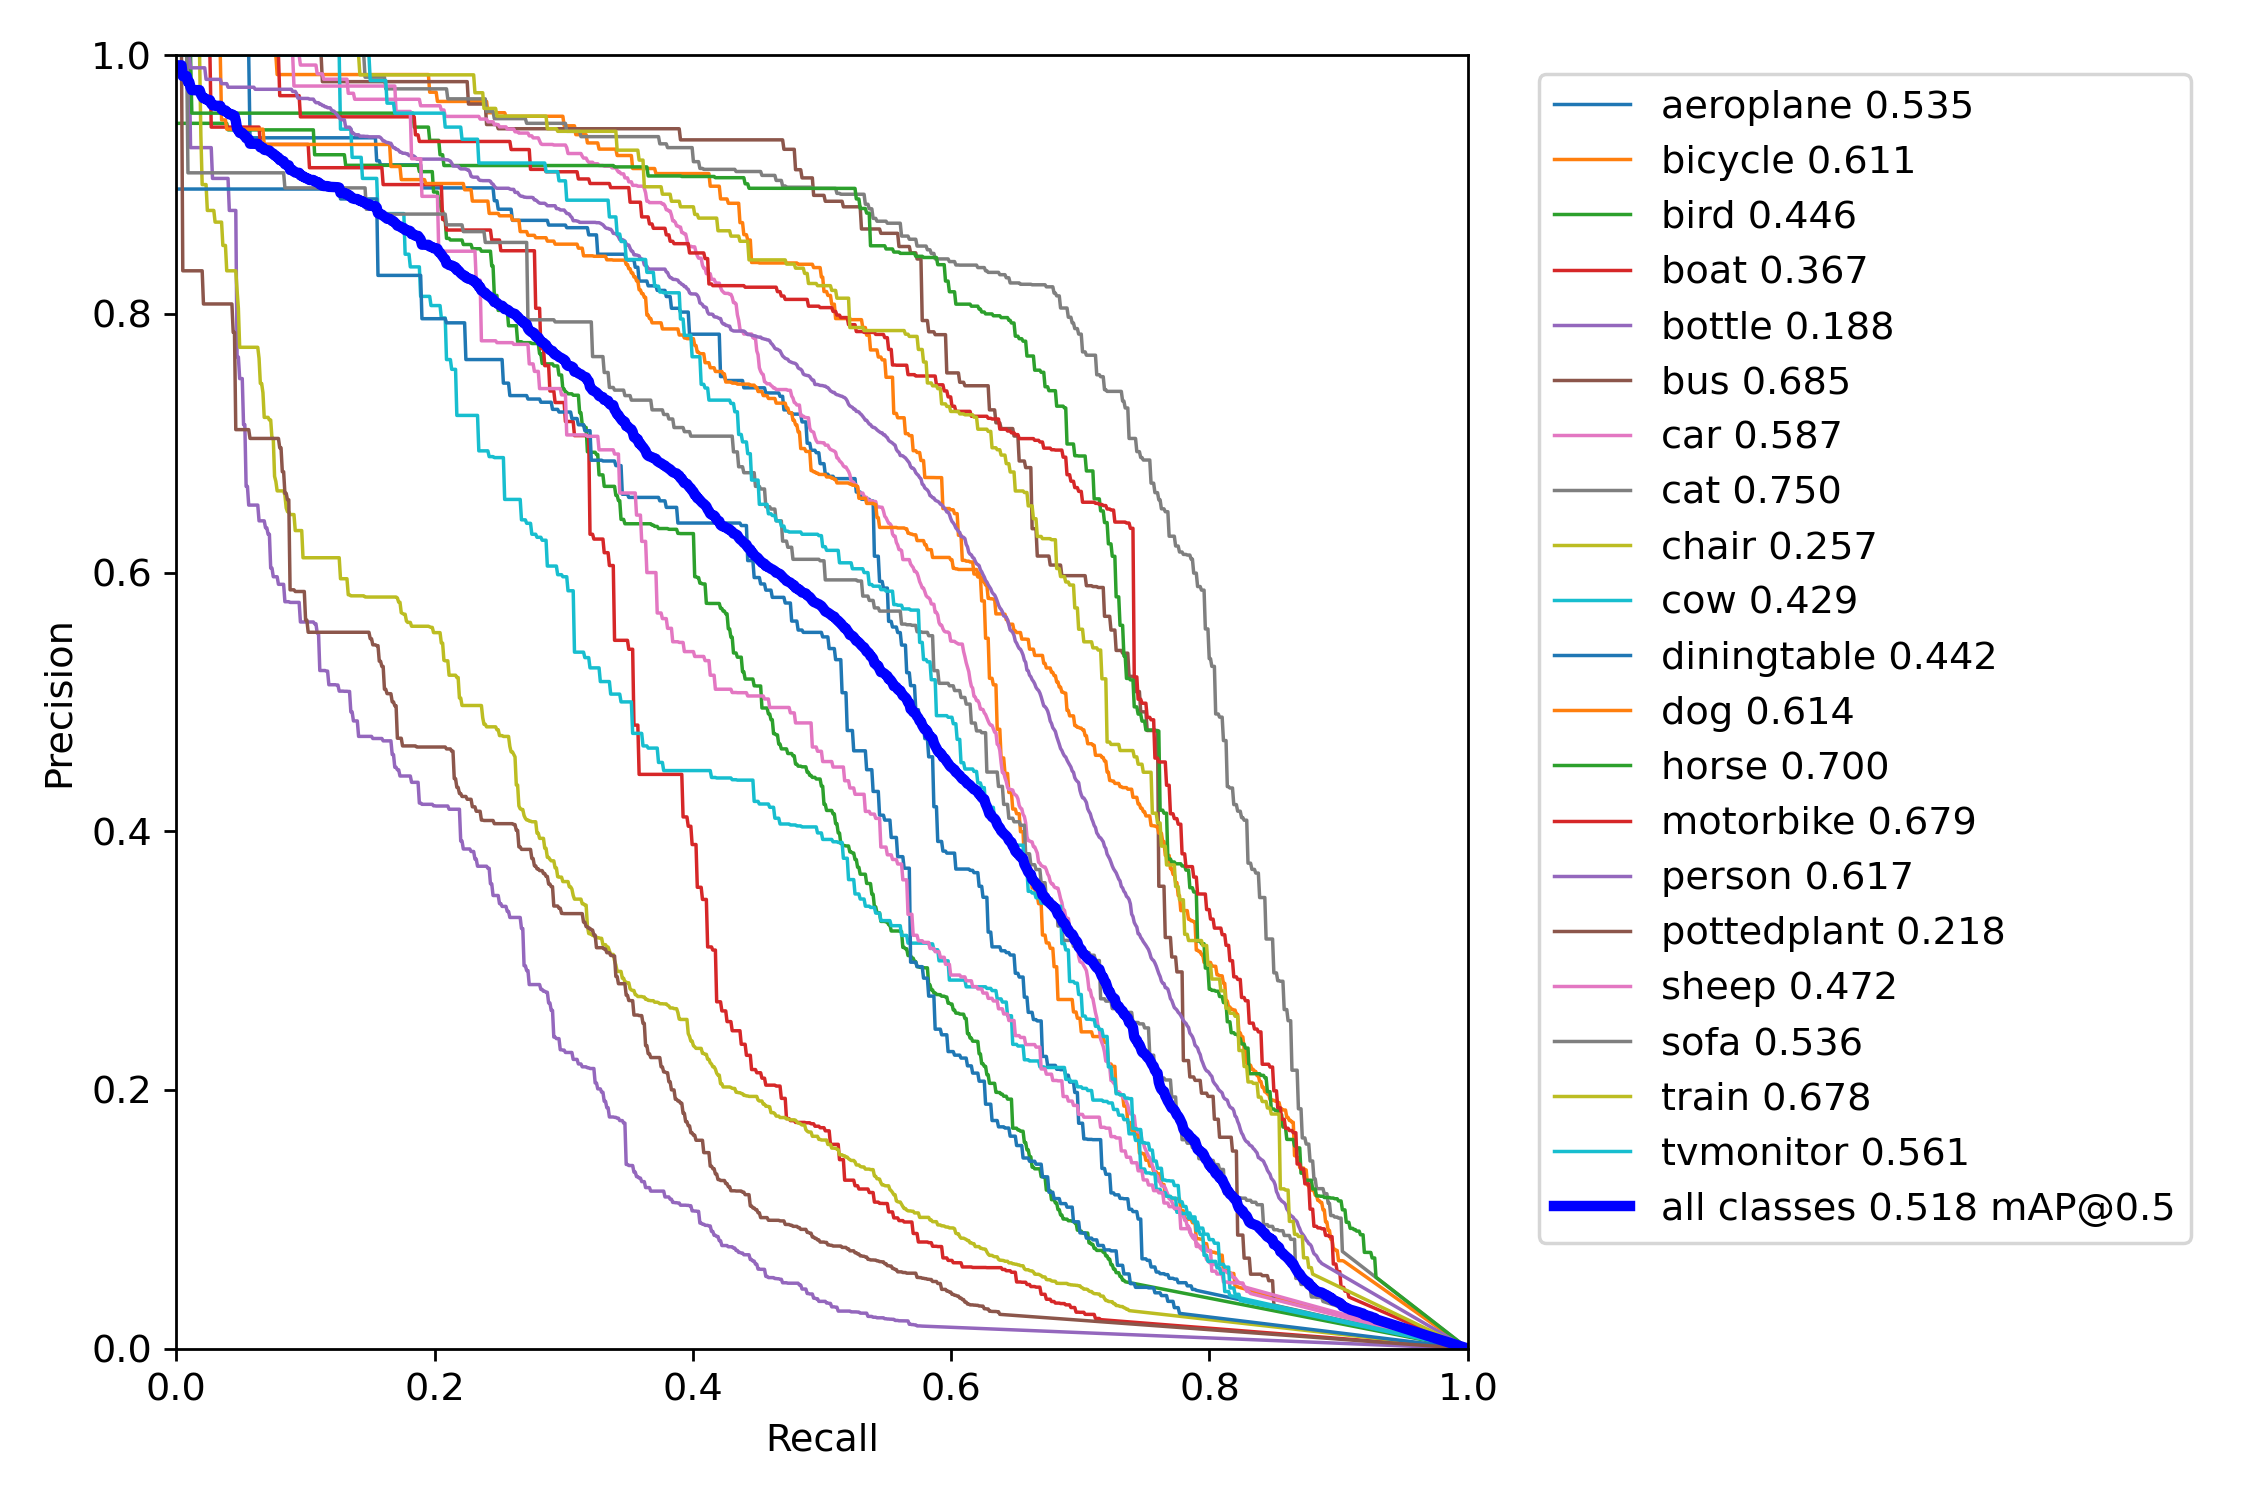 1.0
0.8
0.6
0.4
0.2
0.0
Precision
0.0 0.2 0.4 0.6 0.8 1.0
Recall
aeroplane 0.535
bicycle 0.611
bird 0.446
boat 0.367
bottle 0.188
bus 0.685
car 0.587
cat 0.750
chair 0.257
cow 0.429
diningtable 0.442
dog 0.614
horse 0.700
motorbike 0.679
person 0.617
pottedplant 0.218
sheep 0.472
sofa 0.536
train 0.678
tvmonitor 0.561
all classes 0.518 mAP@0.5